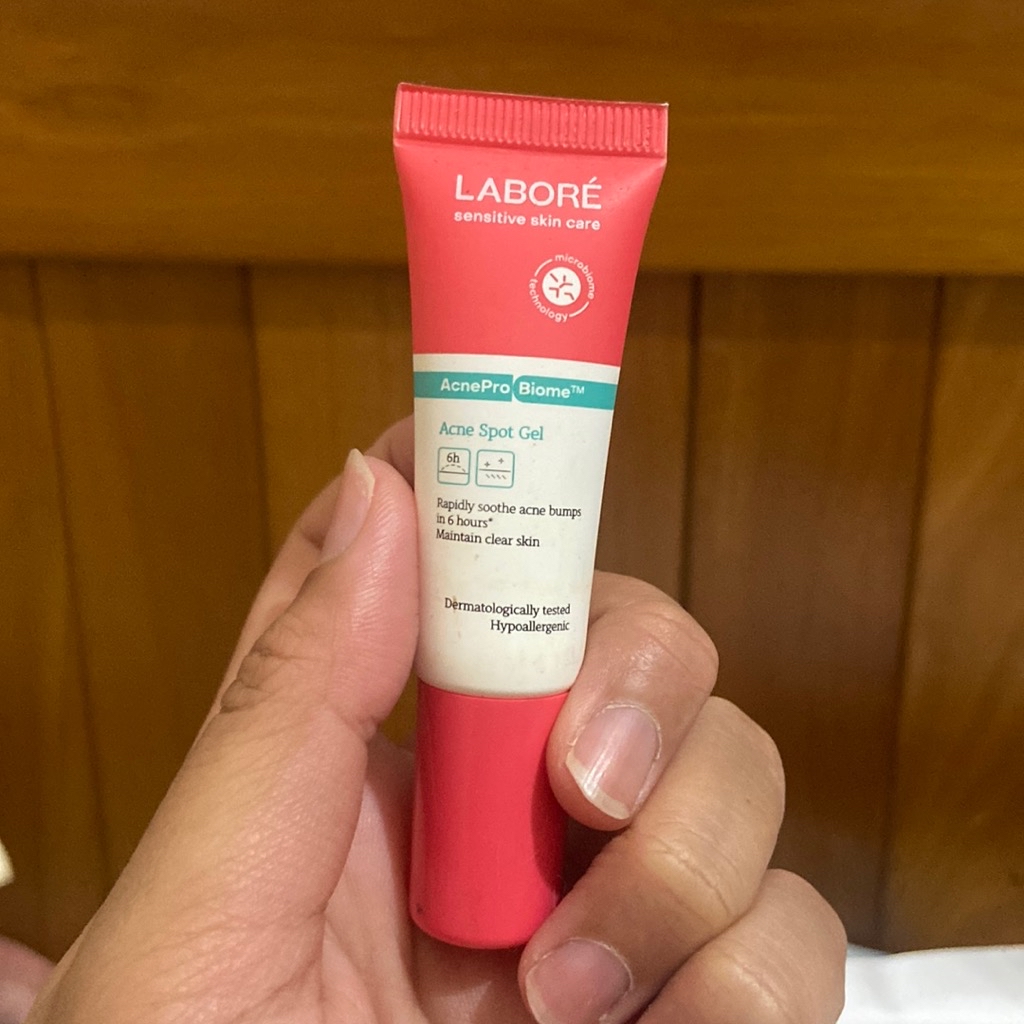 LABORÉ
sensitive skin care
microbiome
technology
AcnePro Biome™
Acne Spot Gel
6h
Rapidly soothe acne bumps
in 6 hours*
Maintain clear skin
Dermatologically tested
Hypoallergenic